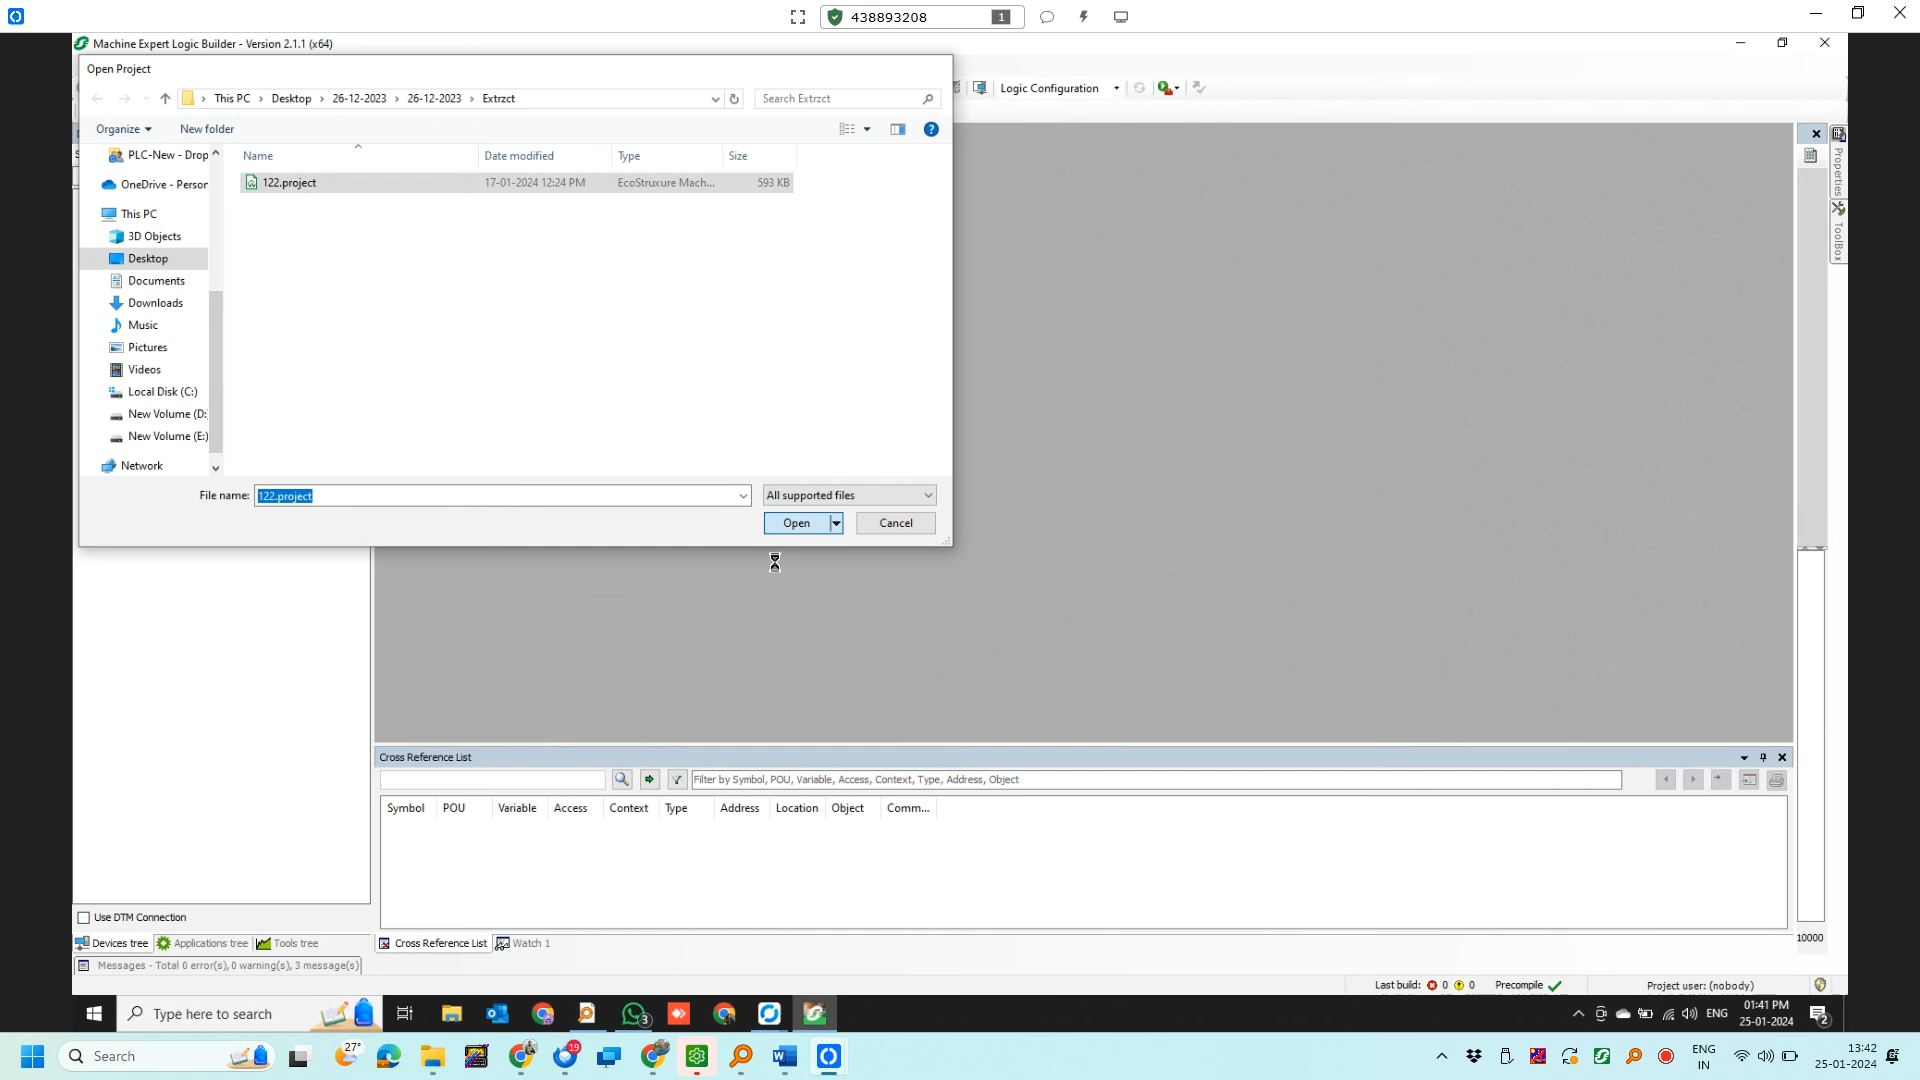 438893208 1
Machine Expert Logic Builder - Version 2.1.1 (x64)
Open Project
This PC > Desktop > 26-12-2023 > 26-12-2023 > Extrzct
Search Extrzct
Logic Configuration
Organize
New folder
Name Date modified Type Size
122.project 17-01-2024 12:24 PM EcoStruxure Mach... 593 KB
PLC-New - Drop
OneDrive - Person
This PC
3D Objects
Desktop
Documents
Downloads
Music
Pictures
Videos
Local Disk (C:)
New Volume (D:
New Volume (E:)
Network
File name: 122.project
All supported files
Open
Cancel
Properties
ToolBox
Cross Reference List
Filter by Symbol, POU, Variable, Access, Context, Type, Address, Object
Symbol POU Variable Access Context Type Address Location Object Comm...
Use DTM Connection
Devices tree Applications tree Tools tree
Cross Reference List Watch 1
10000
Messages - Total 0 error(s), 0 warning(s), 3 message(s)
Last build: 0 0 Precompile
Project user: (nobody)
Type here to search
3
ENG
01:41 PM
25-01-2024
2
Search
27°
19
ENG
IN
13:42
25-01-2024